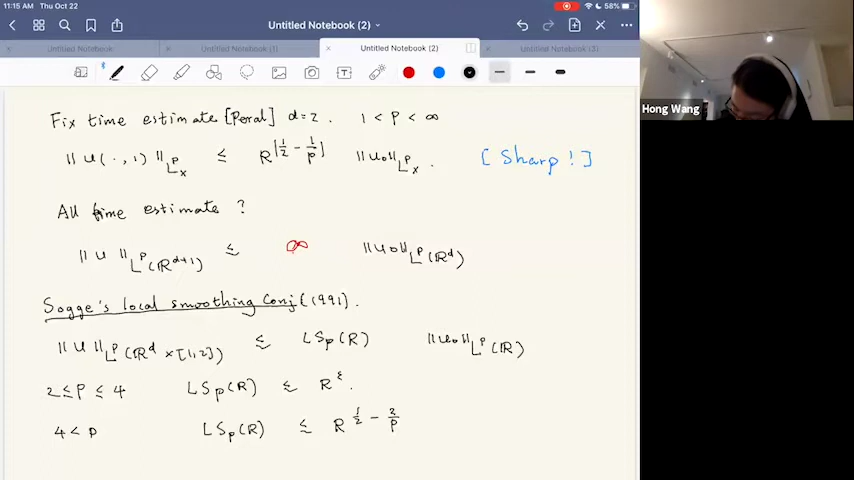 11:15 AM Thu Oct 22
58%
Untitled Notebook (2)
Untitled Notebook
Untitled Notebook (1)
Untitled Notebook (2)
Untitled Notebook (3)
Hong Wang
Fix time estimate [Peral] d=2. 1 < p < ∞
|| u(·,1) ||_{L^p_x} ≲ R^{|1/2 - 1/p|} ||u_0||_{L^p_x}. [Sharp!]
All time estimate ?
|| u ||_{L^p(ℝ^{d+1})} ≲ ∞ ||u_0||_{L^p(ℝ^d)}
Sogge's local smoothing Conj (1991).
|| u ||_{L^p(ℝ^d × [1,2])} ≲ LS_p(R) ||u_0||_{L^p(ℝ)}
2 ≤ p ≤ 4 LS_p(R) ≲ R^ε.
4 < p LS_p(R) ≲ R^{1/2 - 2/p}